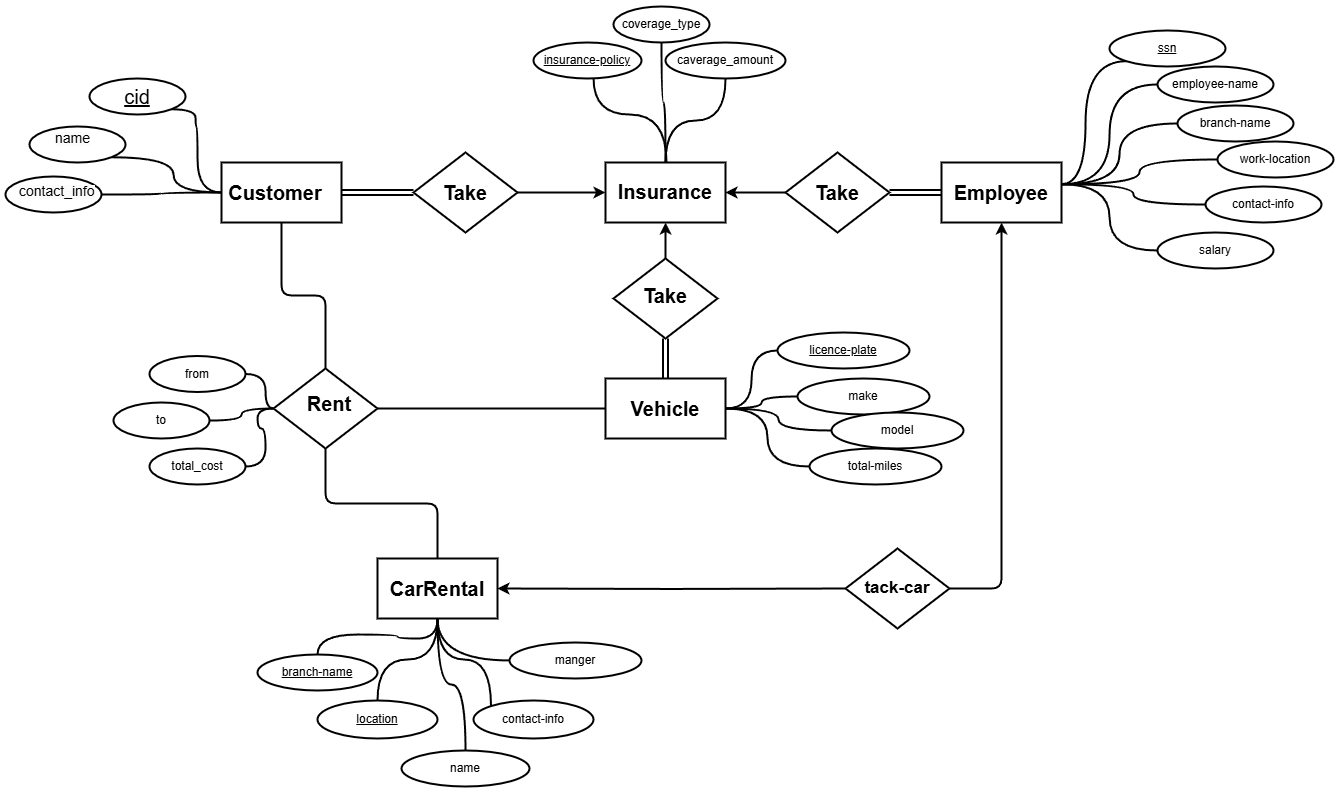 coverage_type
insurance-policy
caverage_amount
ssn
employee-name
branch-name
work-location
contact-info
salary
cid
name
contact_info
Customer
Take
Insurance
Take
Employee
Take
from
to
total_cost
Rent
Vehicle
licence-plate
make
model
total-miles
CarRental
tack-car
branch-name
location
name
contact-info
manger